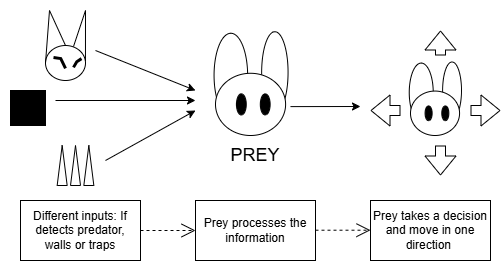 PREY
Different inputs: If
detects predator,
walls or traps
Prey processes the
information
Prey takes a decision
and move in one
direction